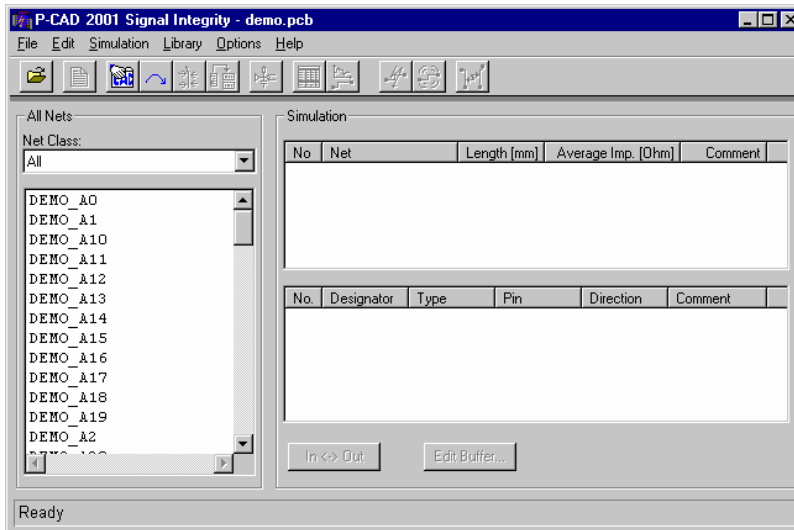 P-CAD 2001 Signal Integrity - demo.pcb
File Edit Simulation Library Options Help
All Nets
Net Class:
All
DEMO_A0
DEMO_A1
DEMO_A10
DEMO_A11
DEMO_A12
DEMO_A13
DEMO_A14
DEMO_A15
DEMO_A16
DEMO_A17
DEMO_A18
DEMO_A19
DEMO_A2
Simulation
No Net Length [mm] Average Imp. [Ohm] Comment
No. Designator Type Pin Direction Comment
In <-> Out Edit Buffer...
Ready